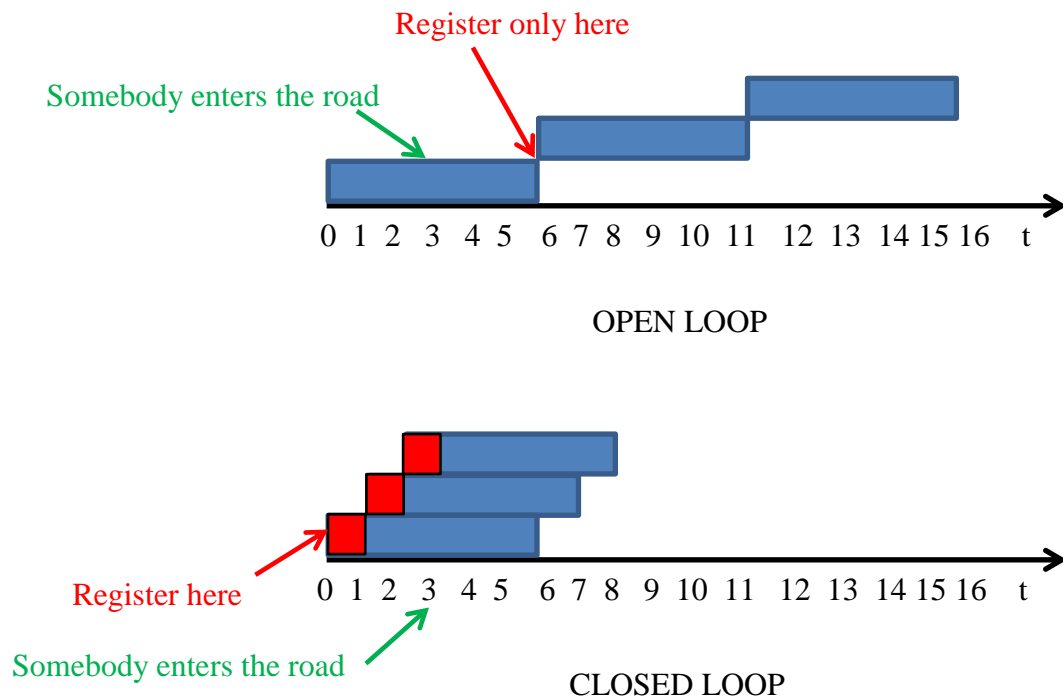 Register only here
Somebody enters the road
0 1 2 3 4 5 6 7 8 9 10 11 12 13 14 15 16 t
OPEN LOOP
0 1 2 3 4 5 6 7 8 9 10 11 12 13 14 15 16 t
Register here
Somebody enters the road
CLOSED LOOP